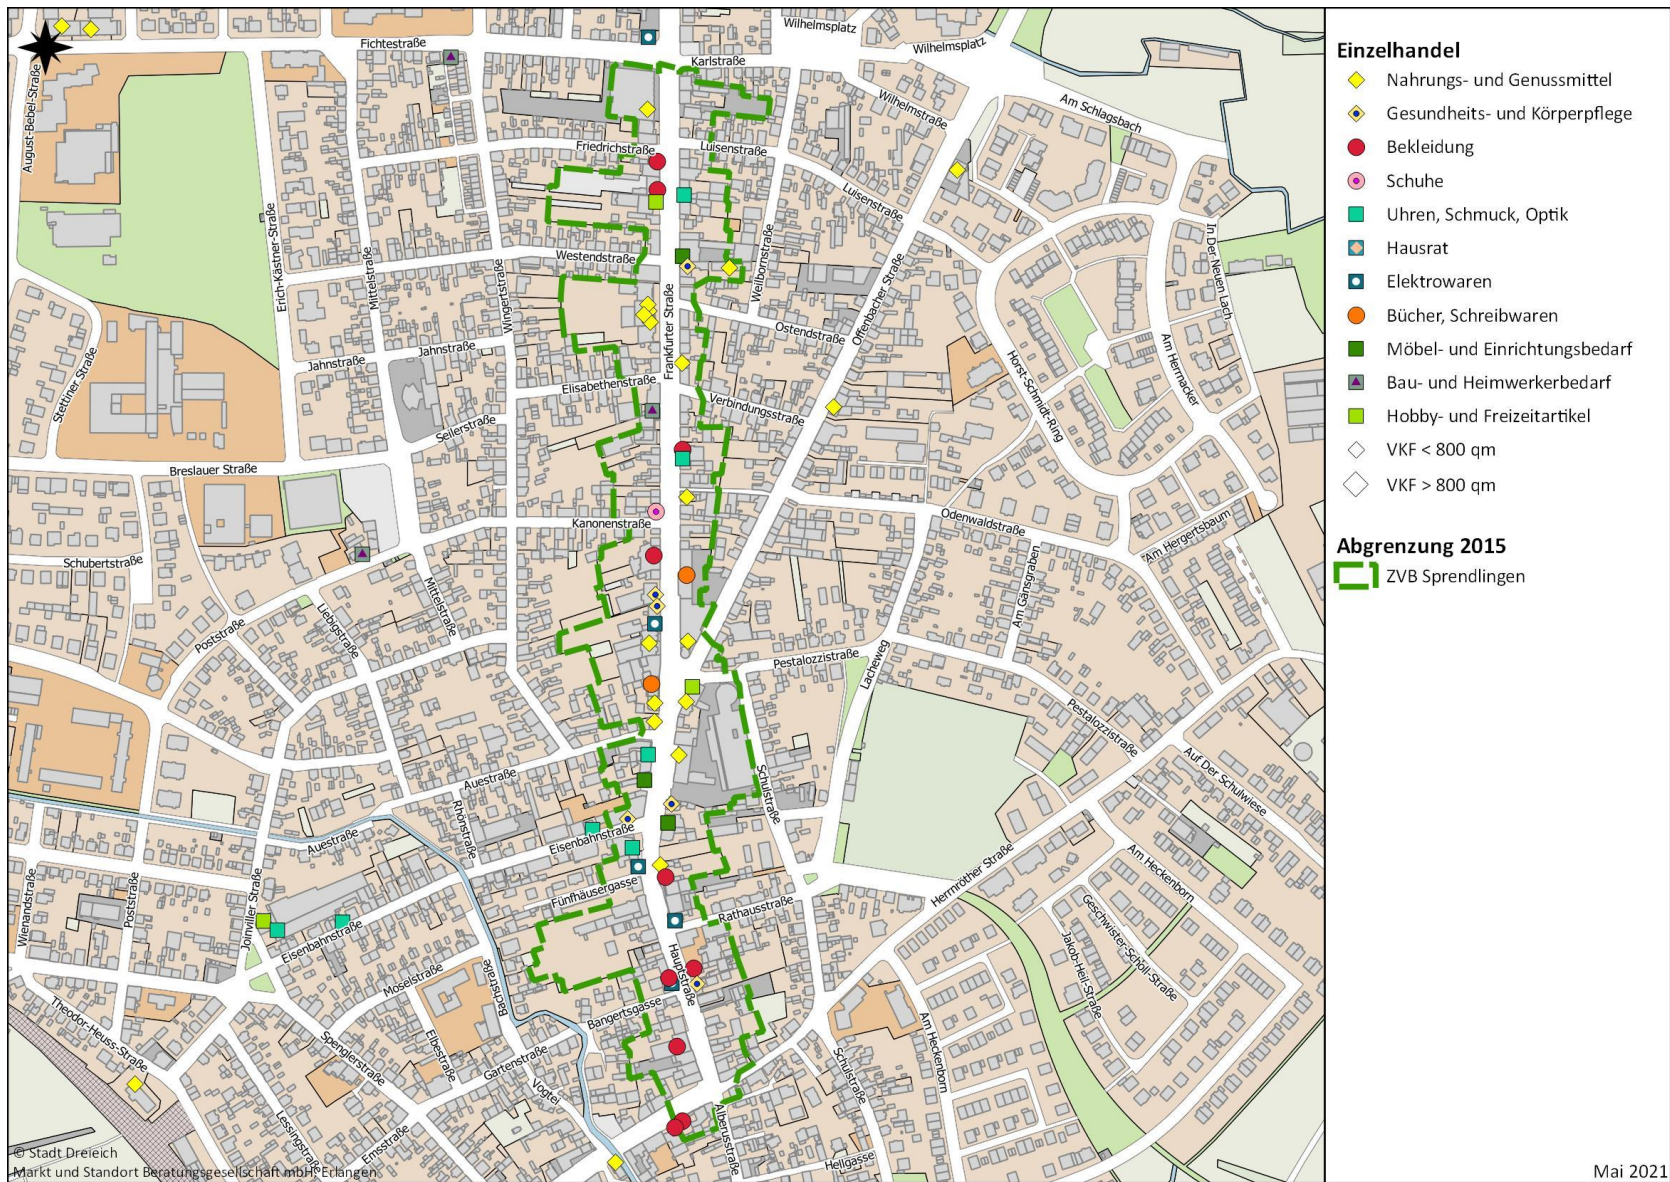 Wilhelmsplatz
Wilhelmsplatz
Fichtestraße
Karlstraße
August-Bebel-Straße
Wilhelmstraße
Am Schlagsbach
Friedrichstraße
Luisenstraße
Luisenstraße
Erich-Kästner-Straße
Mittelstraße
Wingertstraße
Westendstraße
Weilbornstraße
Offenbacher Straße
In Der Neuen Lach
Frankfurter Straße
Ostendstraße
Stettiner Straße
Jahnstraße
Jahnstraße
Elisabethenstraße
Verbindungsstraße
Horst-Schmidt-Ring
Am Herrnacker
Seilerstraße
Breslauer Straße
Kanonenstraße
Odenwaldstraße
Am Hergertsbaum
Schubertstraße
Mittelstraße
Liebigstraße
Poststraße
Am Gänsgraben
Pestalozzistraße
Lacheweg
Pestalozzistraße
Auf Der Schulwiese
Auestraße
Schulstraße
Rhönstraße
Auestraße
Eisenbahnstraße
Am Heckenborn
Herrnröther Straße
Wienandstraße
Poststraße
Joinviller Straße
Fünfhäusergasse
Rathausstraße
Geschwister-Scholl-Straße
Jakob-Heil-Straße
Eisenbahnstraße
Moselstraße
Bachstraße
Hauptstraße
Bangertsgasse
Theodor-Heuss-Straße
Spenglerstraße
Elbestraße
Gartenstraße
Vogtei
Schulstraße
Am Heckenborn
Lessingstraße
Emsstraße
Alberusstraße
Hellgasse
© Stadt Dreieich
Markt und Standort Beratungsgesellschaft mbH, Erlangen
Einzelhandel
Nahrungs- und Genussmittel
Gesundheits- und Körperpflege
Bekleidung
Schuhe
Uhren, Schmuck, Optik
Hausrat
Elektrowaren
Bücher, Schreibwaren
Möbel- und Einrichtungsbedarf
Bau- und Heimwerkerbedarf
Hobby- und Freizeitartikel
VKF < 800 qm
VKF > 800 qm
Abgrenzung 2015
ZVB Sprendlingen
Mai 2021